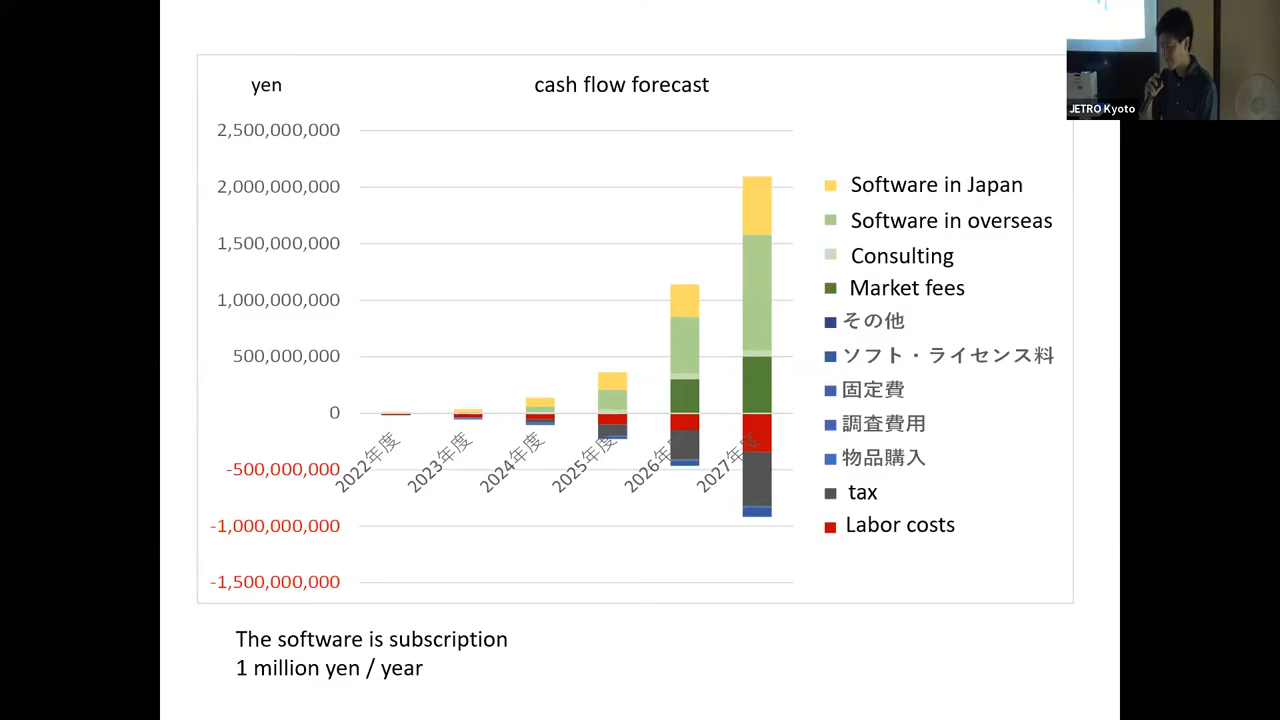 yen
cash flow forecast
2,500,000,000
2,000,000,000
1,500,000,000
1,000,000,000
500,000,000
0
-500,000,000
-1,000,000,000
-1,500,000,000
2022年度
2023年度
2024年度
2025年度
2026年度
2027年度
Software in Japan
Software in overseas
Consulting
Market fees
その他
ソフト・ライセンス料
固定費
調査費用
物品購入
tax
Labor costs
The software is subscription
1 million yen / year
JETRO Kyoto